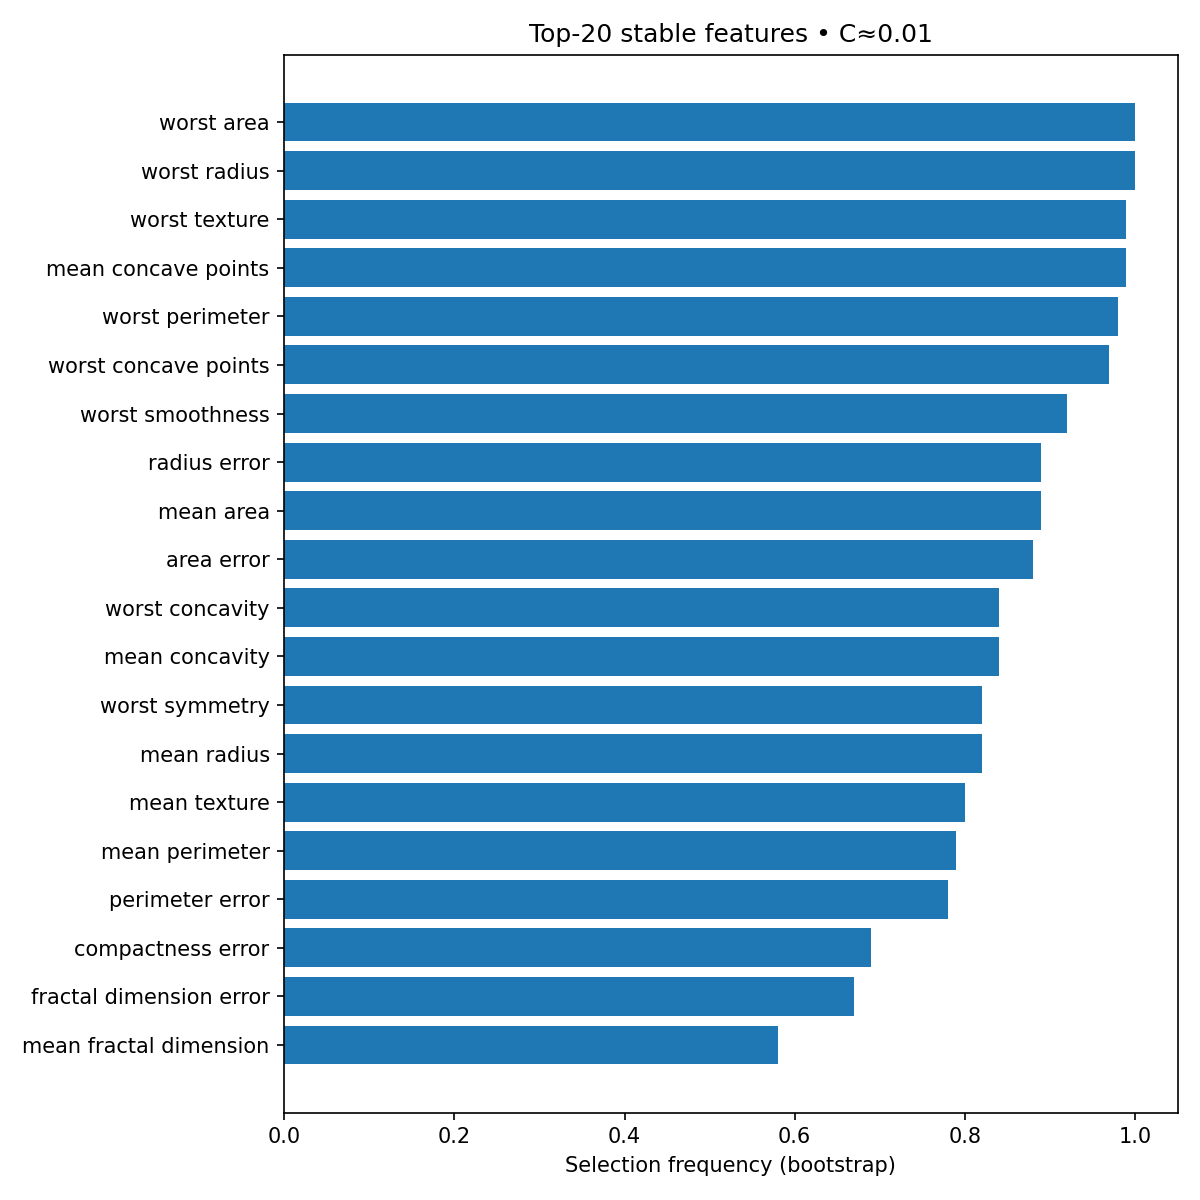 Top-20 stable features • C≈0.01
worst area
worst radius
worst texture
mean concave points
worst perimeter
worst concave points
worst smoothness
radius error
mean area
area error
worst concavity
mean concavity
worst symmetry
mean radius
mean texture
mean perimeter
perimeter error
compactness error
fractal dimension error
mean fractal dimension
0.0 0.2 0.4 0.6 0.8 1.0
Selection frequency (bootstrap)